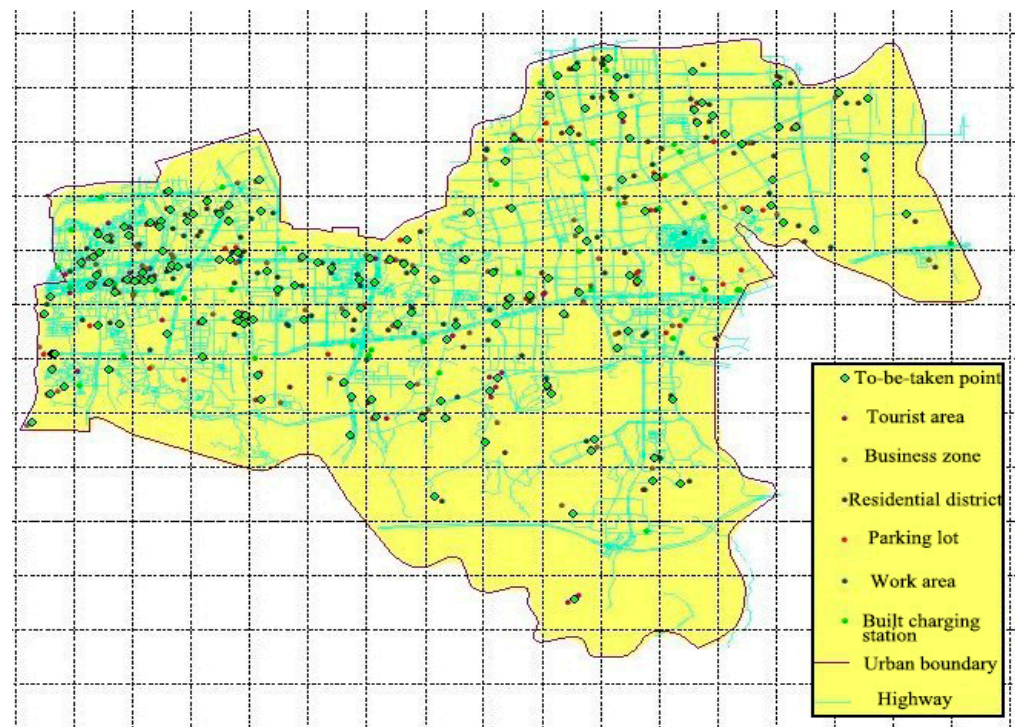 To-be-taken point
Tourist area
Business zone
Residential district
Parking lot
Work area
Built charging
station
Urban boundary
Highway